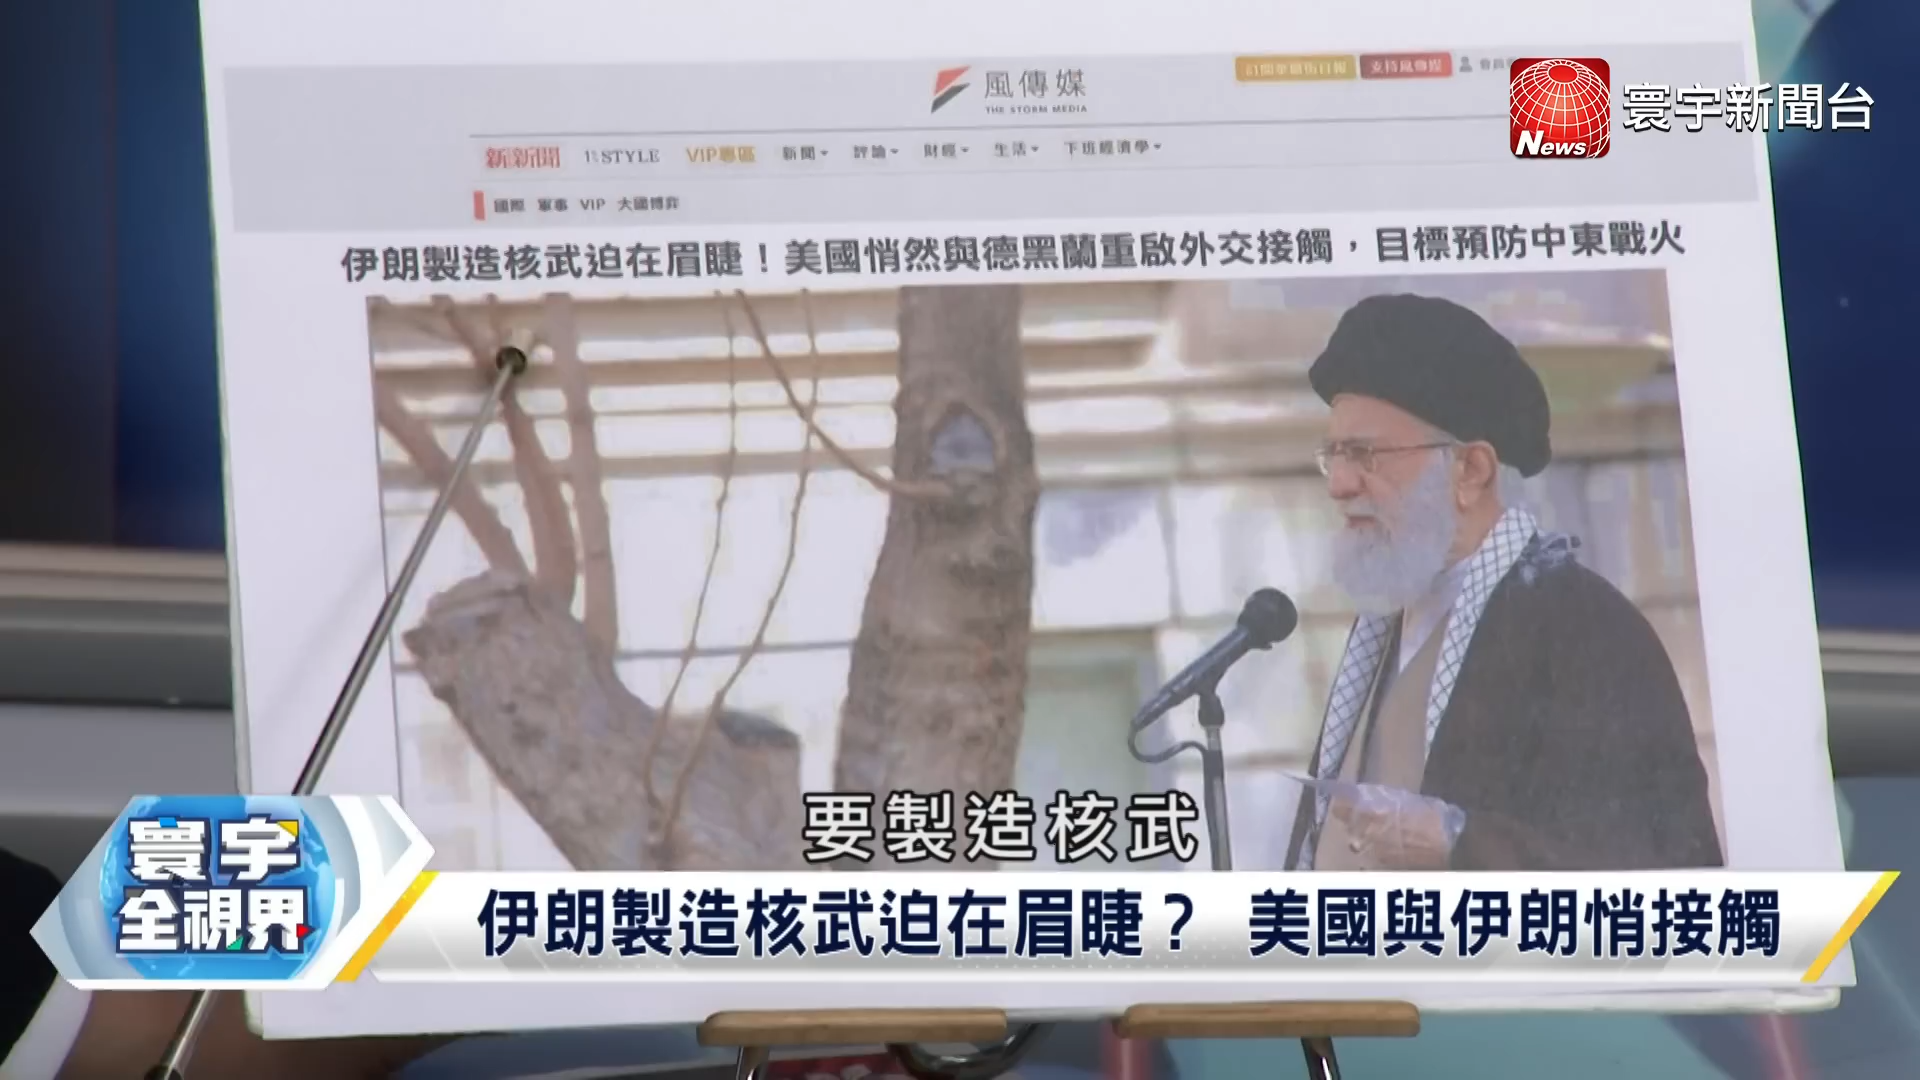 風傳媒
THE STORM MEDIA
支持風傳媒
News
寰宇新聞台
新新聞 STYLE VIP專區 新聞 評論 財經 生活 下班經濟學
國際 軍事 VIP 大國博弈
伊朗製造核武迫在眉睫！美國悄然與德黑蘭重啟外交接觸，目標預防中東戰火
要製造核武
寰宇
全視界
伊朗製造核武迫在眉睫？ 美國與伊朗悄接觸